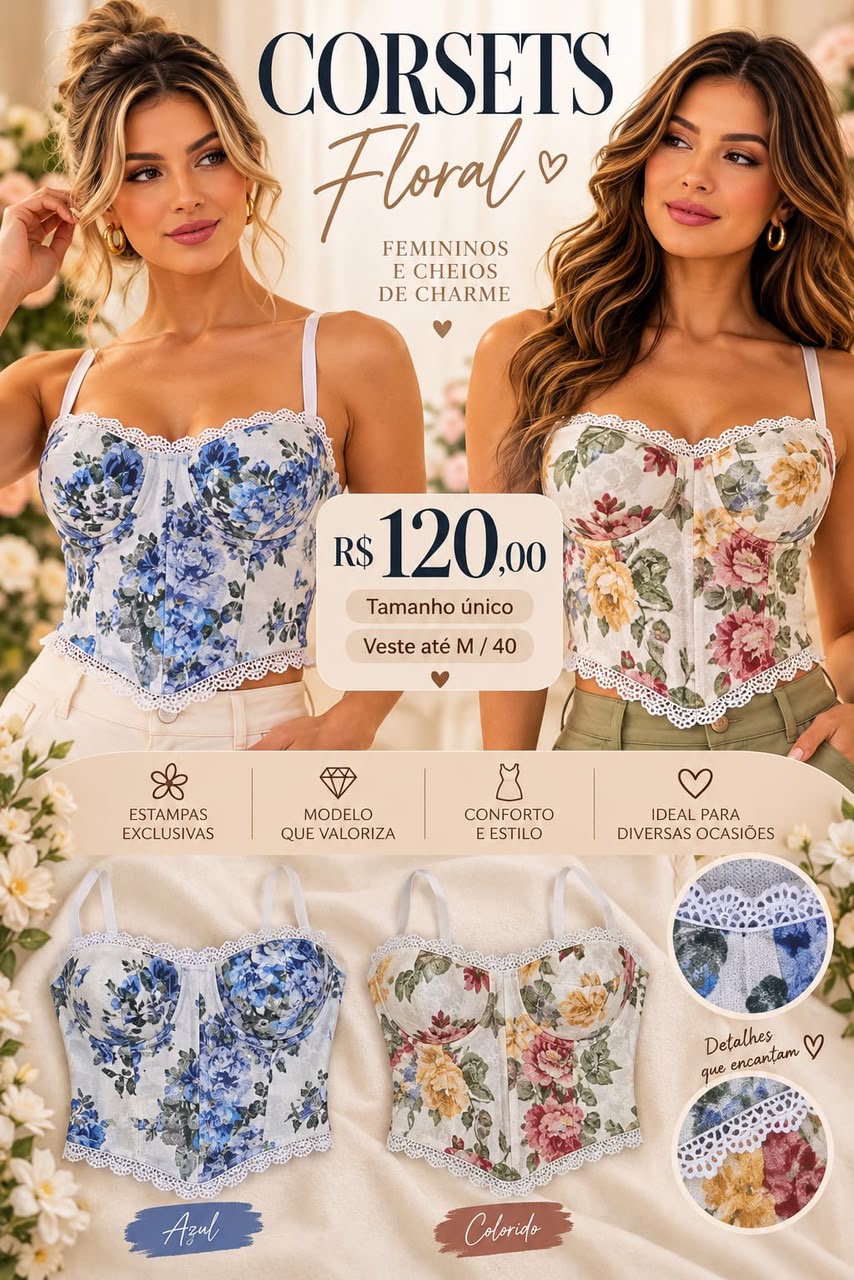 CORSETS
Floral
FEMININOS
E CHEIOS
DE CHARME
R$ 120,00
Tamanho único
Veste até M / 40
ESTAMPAS
EXCLUSIVAS
MODELO
QUE VALORIZA
CONFORTO
E ESTILO
IDEAL PARA
DIVERSAS OCASIÕES
Detalhes
que encantam
Azul
Colorido